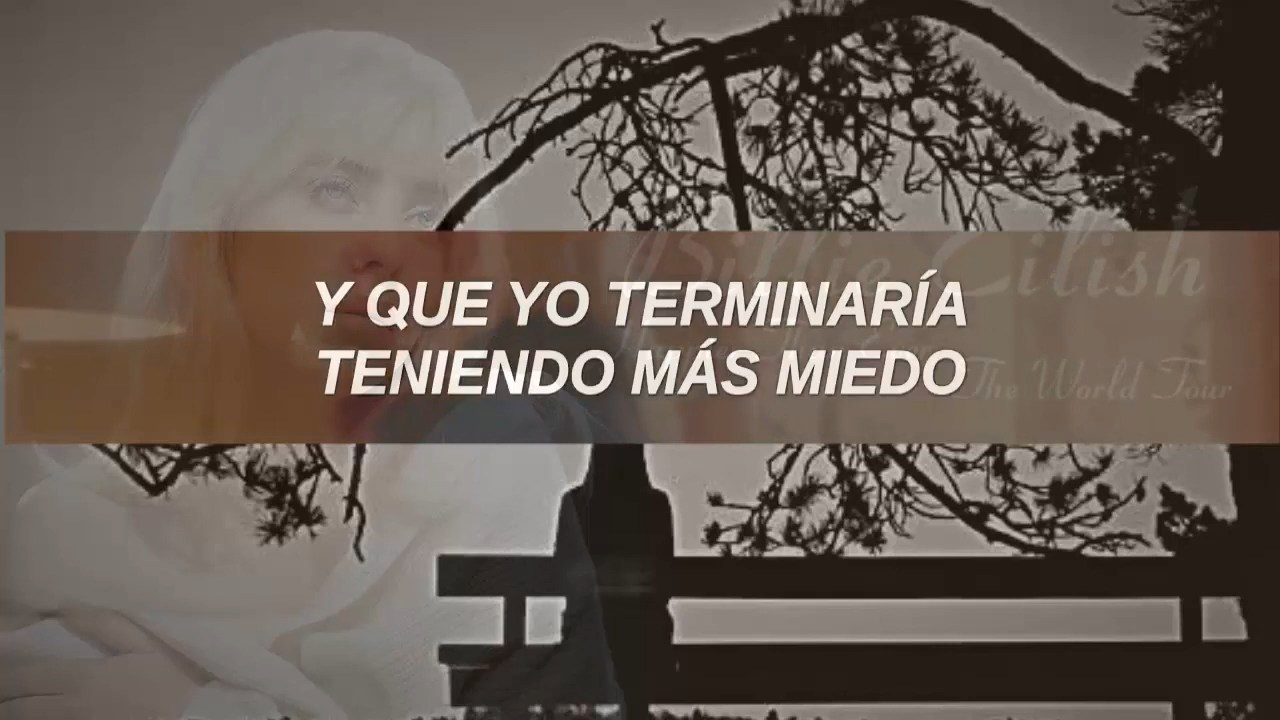 Billie Eilish
Y QUE YO TERMINARÍA
TENIENDO MÁS MIEDO
The World Tour